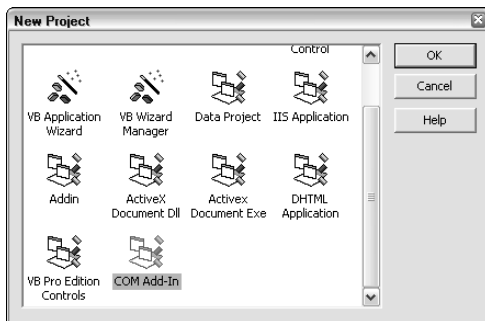 New Project
Control
OK
Cancel
Help
VB Application
Wizard
VB Wizard
Manager
Data Project
IIS Application
Addin
ActiveX
Document Dll
Activex
Document Exe
DHTML
Application
VB Pro Edition
Controls
COM Add-In